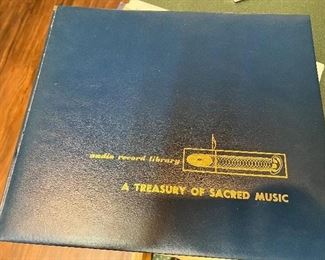 audio record library
A TREASURY OF SACRED MUSIC